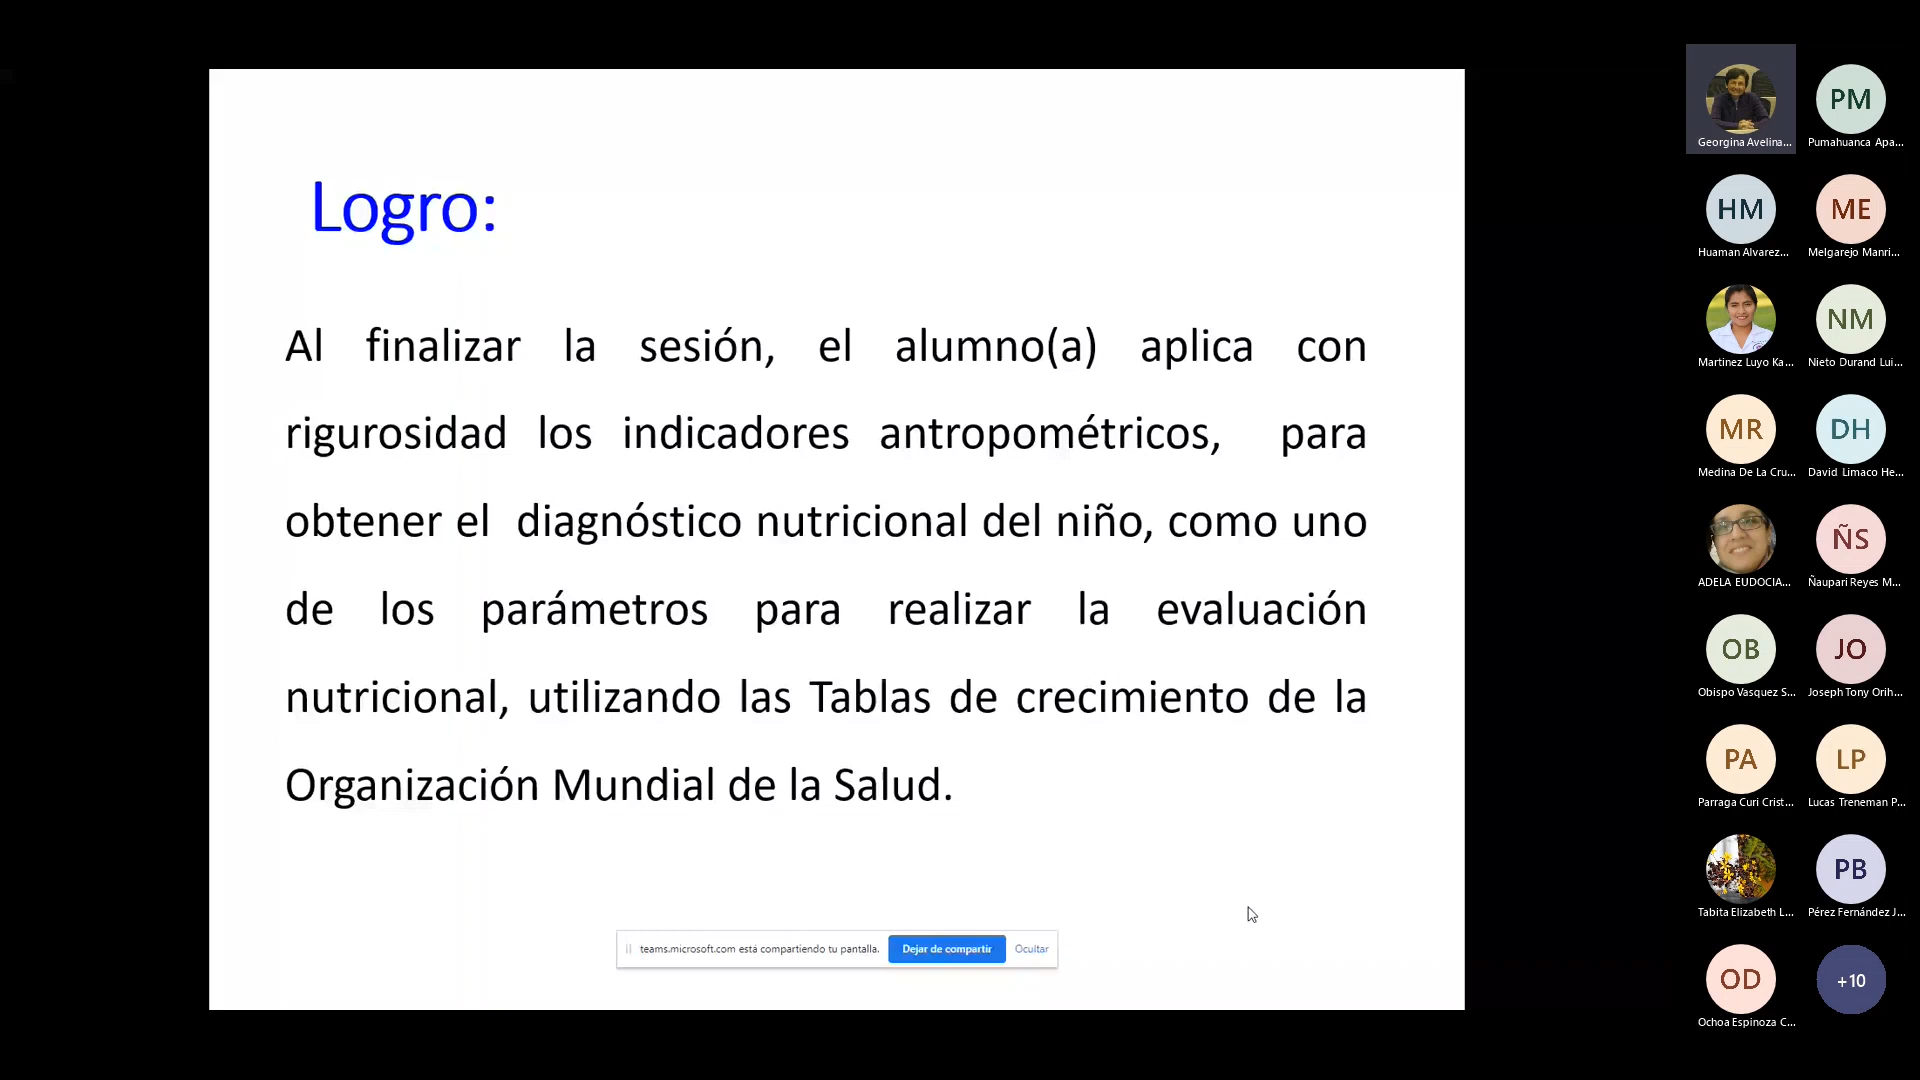 Logro:
Al finalizar la sesión, el alumno(a) aplica con
rigurosidad los indicadores antropométricos, para
obtener el diagnóstico nutricional del niño, como uno
de los parámetros para realizar la evaluación
nutricional, utilizando las Tablas de crecimiento de la
Organización Mundial de la Salud.
teams.microsoft.com está compartiendo tu pantalla. Dejar de compartir Ocultar
Georgina Avelina...
PM
Pumahuanca Apa...
HM
Huaman Alvarez...
ME
Melgarejo Manri...
Martinez Luyo Ka...
NM
Nieto Durand Lui...
MR
Medina De La Cru...
DH
David Limaco He...
ADELA EUDOCIA...
ÑS
Ñaupari Reyes M...
OB
Obispo Vasquez S...
JO
Joseph Tony Orih...
PA
Parraga Curi Crist...
LP
Lucas Treneman P...
Tabita Elizabeth L...
PB
Pérez Fernández J...
OD
Ochoa Espinoza C...
+10